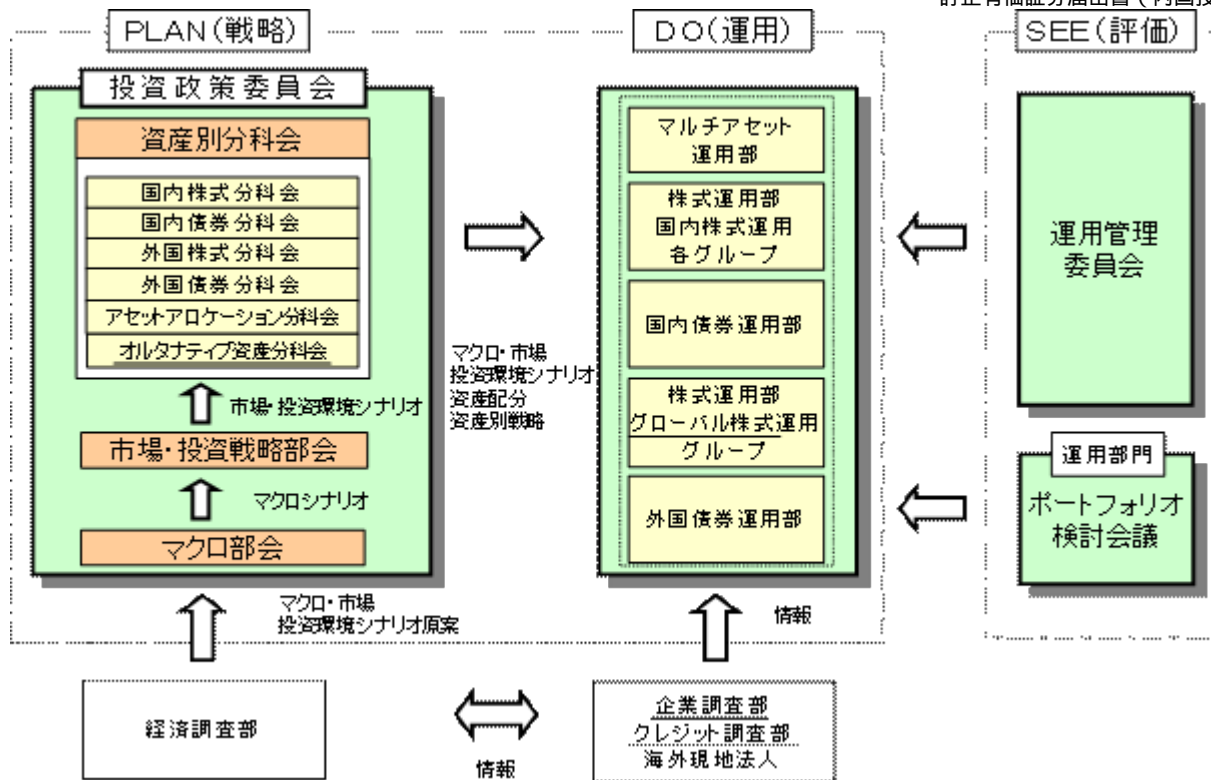 訂正有価証券届出書(内国投
PLAN(戦略)
投資政策委員会
資産別分科会
国内株式分科会
国内債券分科会
外国株式分科会
外国債券分科会
アセットアロケーション分科会
オルタナティブ資産分科会
市場・投資環境シナリオ
市場・投資戦略部会
マクロシナリオ
マクロ部会
マクロ・市場
投資環境シナリオ原案
経済調査部
マクロ・市場
投資環境シナリオ
資産配分
資産別戦略
情報
DO(運用)
マルチアセット
運用部
株式運用部
国内株式運用
各グループ
国内債券運用部
株式運用部
グローバル株式運用
グループ
外国債券運用部
情報
企業調査部
クレジット調査部
海外現地法人
SEE(評価)
運用管理
委員会
運用部門
ポートフォリオ
検討会議